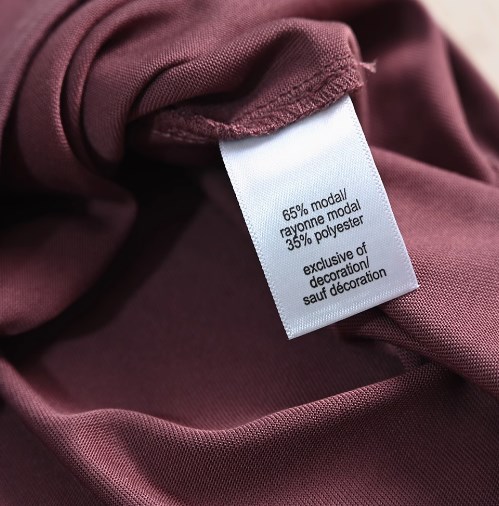 65% modal/
rayonne modal
35% polyester
exclusive of
decoration/
sauf décoration